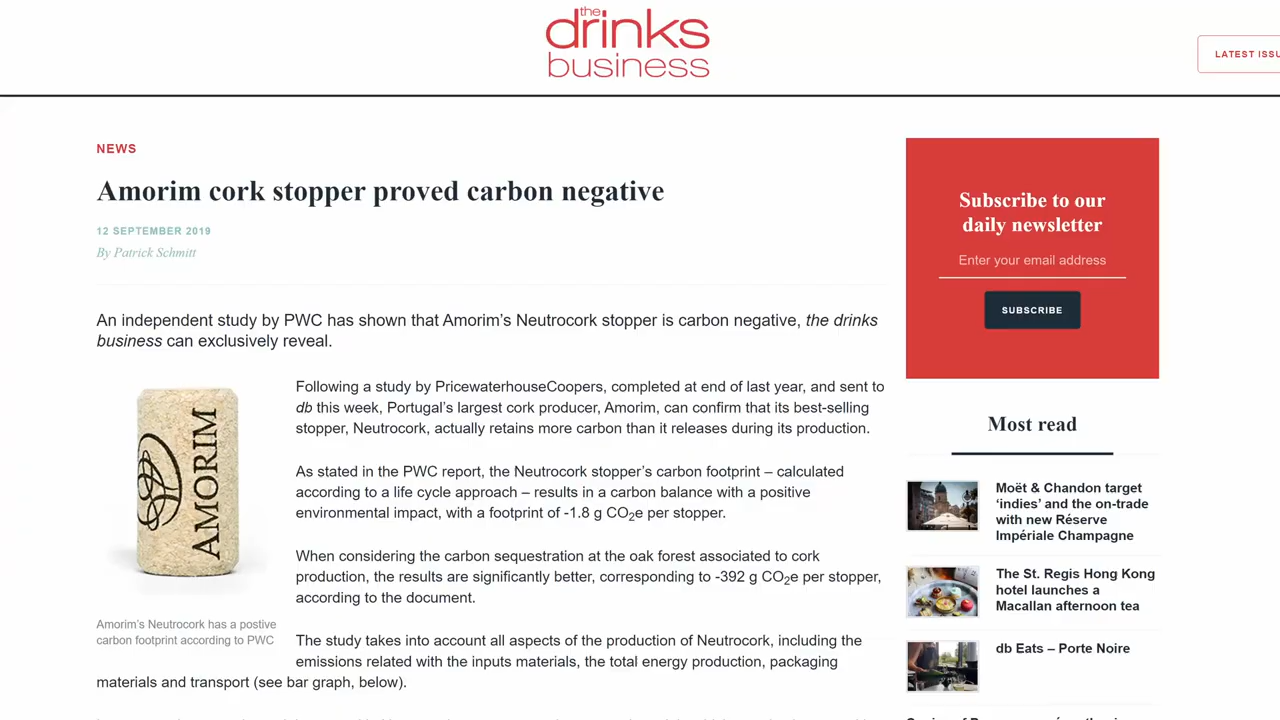 the
drinks
business
LATEST ISSU
NEWS
Amorim cork stopper proved carbon negative
12 SEPTEMBER 2019
By Patrick Schmitt
An independent study by PWC has shown that Amorim’s Neutrocork stopper is carbon negative, the drinks
business can exclusively reveal.
AMORIM
Amorim’s Neutrocork has a postive
carbon footprint according to PWC
Following a study by PricewaterhouseCoopers, completed at end of last year, and sent to
db this week, Portugal’s largest cork producer, Amorim, can confirm that its best-selling
stopper, Neutrocork, actually retains more carbon than it releases during its production.
As stated in the PWC report, the Neutrocork stopper’s carbon footprint – calculated
according to a life cycle approach – results in a carbon balance with a positive
environmental impact, with a footprint of -1.8 g CO2e per stopper.
When considering the carbon sequestration at the oak forest associated to cork
production, the results are significantly better, corresponding to -392 g CO2e per stopper,
according to the document.
The study takes into account all aspects of the production of Neutrocork, including the
emissions related with the inputs materials, the total energy production, packaging
materials and transport (see bar graph, below).
Subscribe to our
daily newsletter
Enter your email address
SUBSCRIBE
Most read
Moët & Chandon target
‘indies’ and the on-trade
with new Réserve
Impériale Champagne
The St. Regis Hong Kong
hotel launches a
Macallan afternoon tea
db Eats – Porte Noire